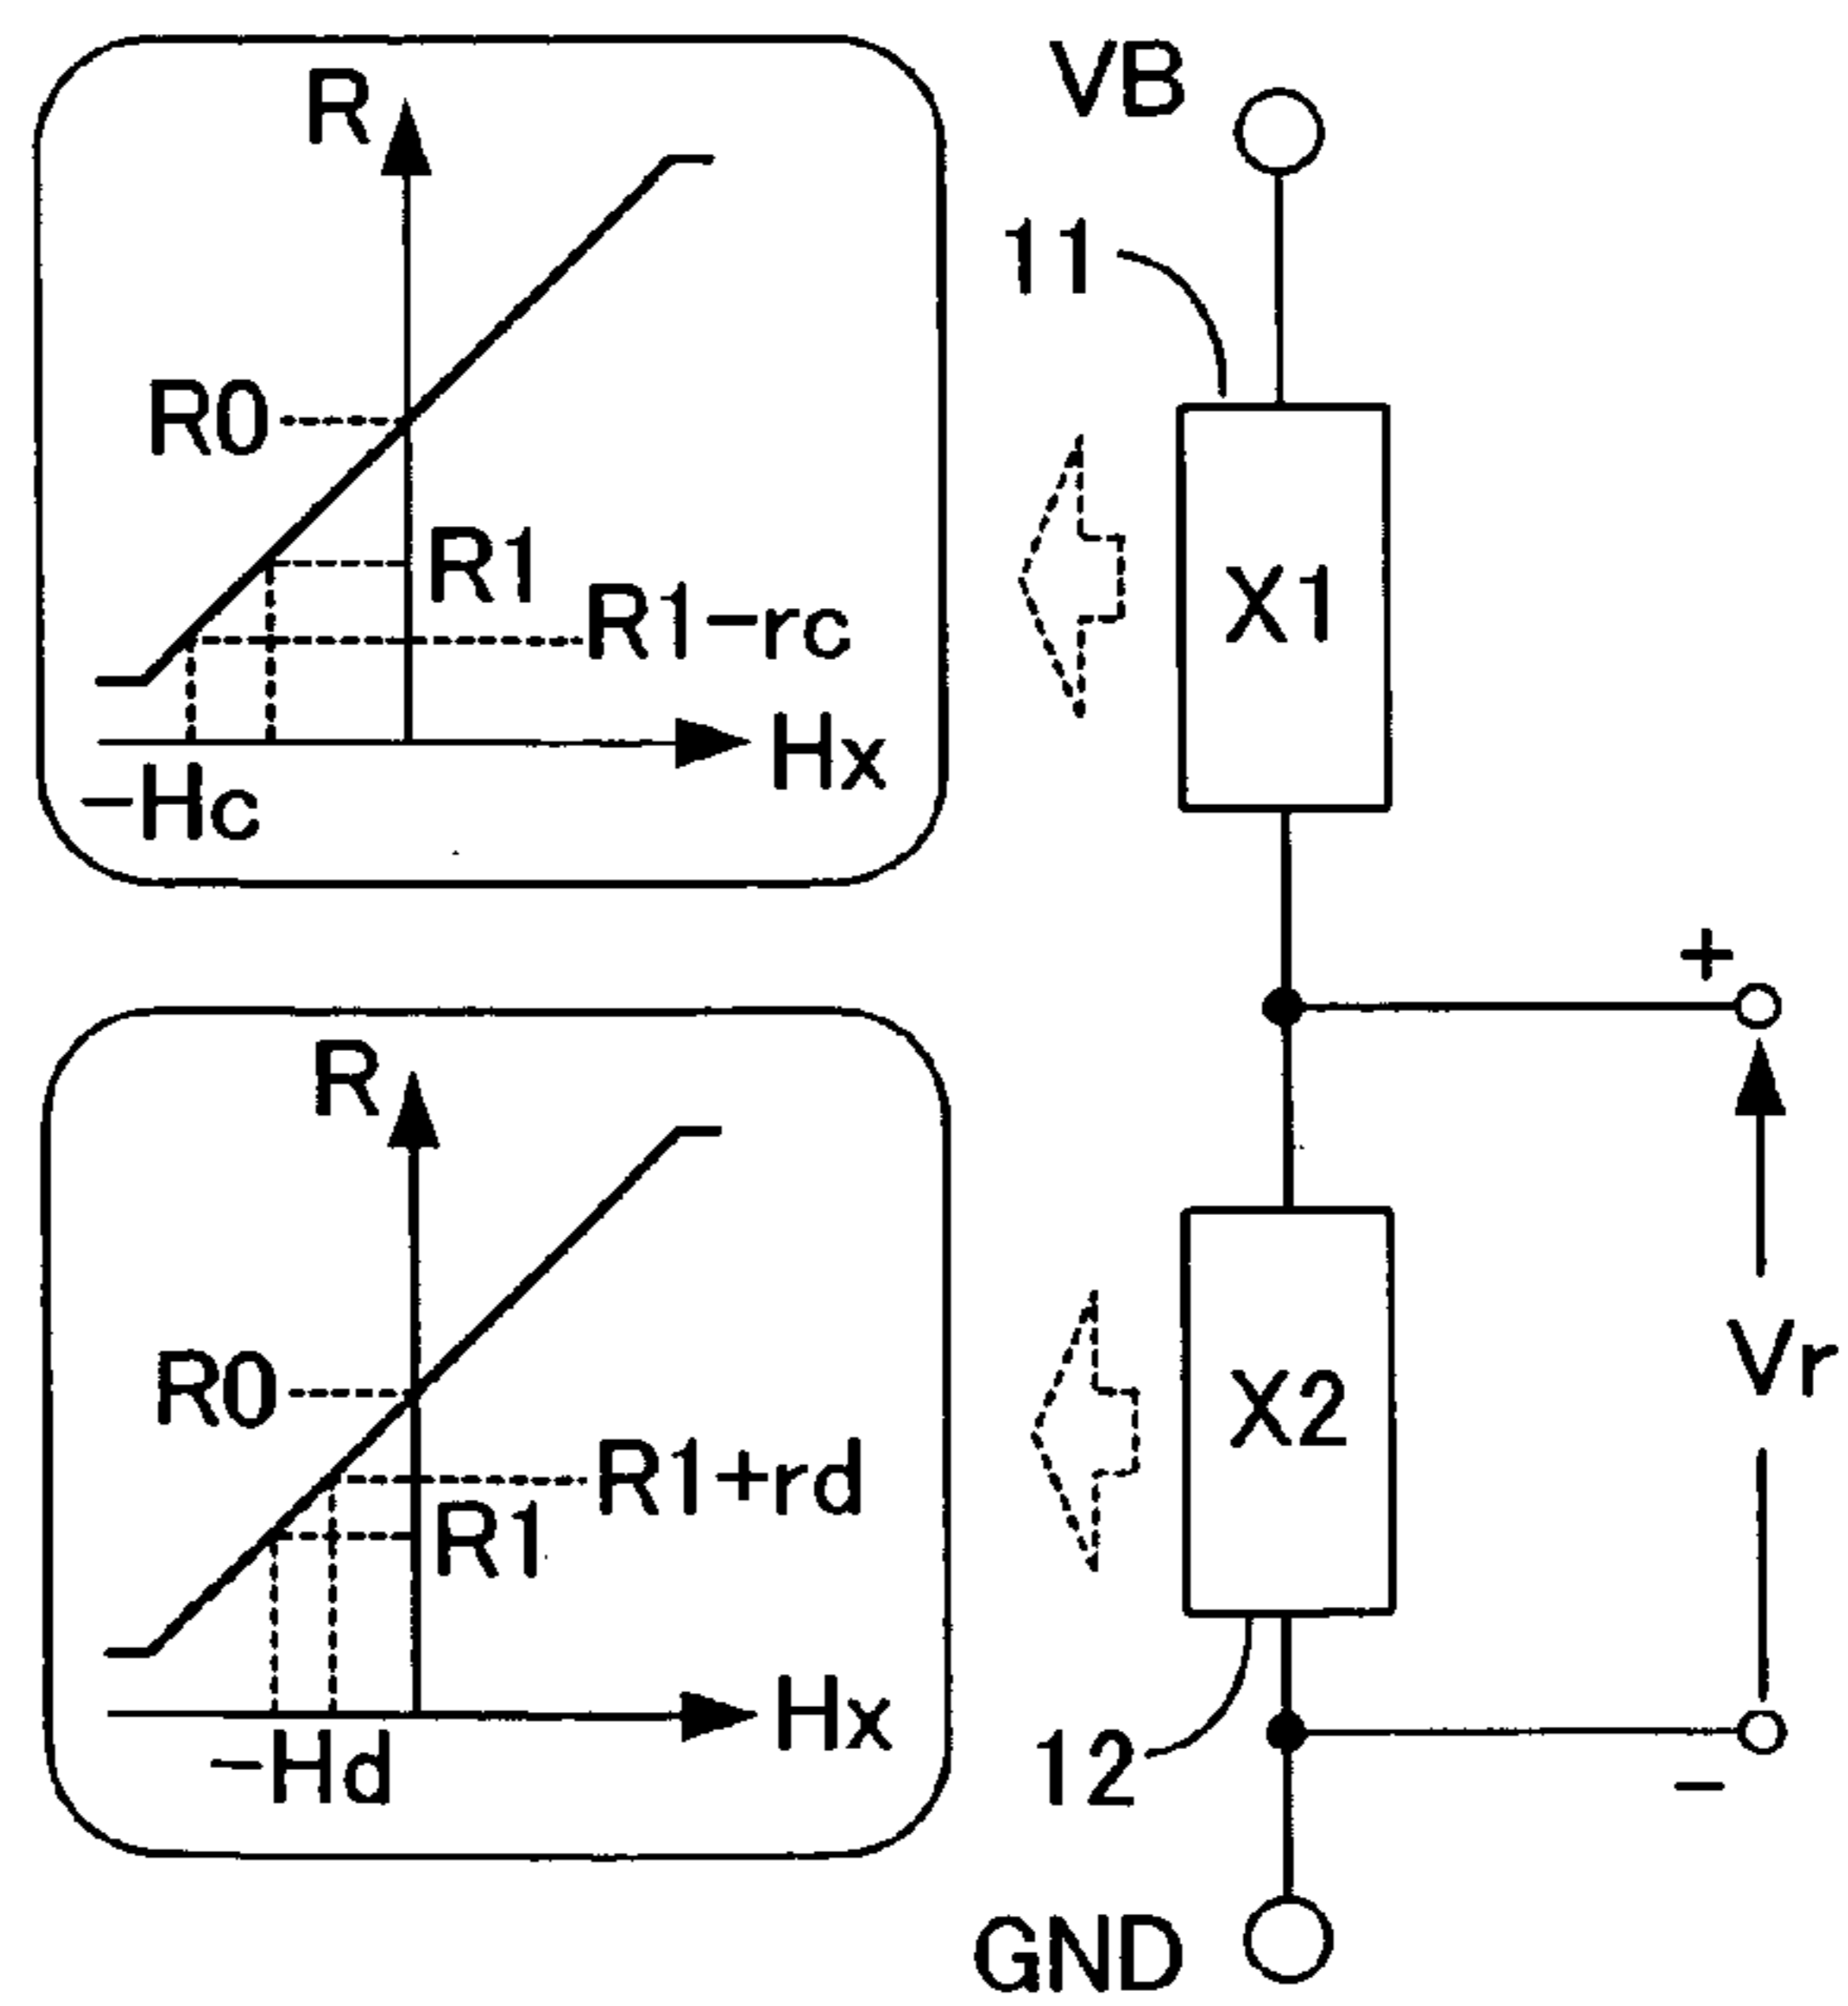 R
R0
R1
R1-rc
Hx
-Hc
VB
11
X1
+
R
R0
R1+rd
R1
Hx
-Hd
X2
Vr
12
-
GND